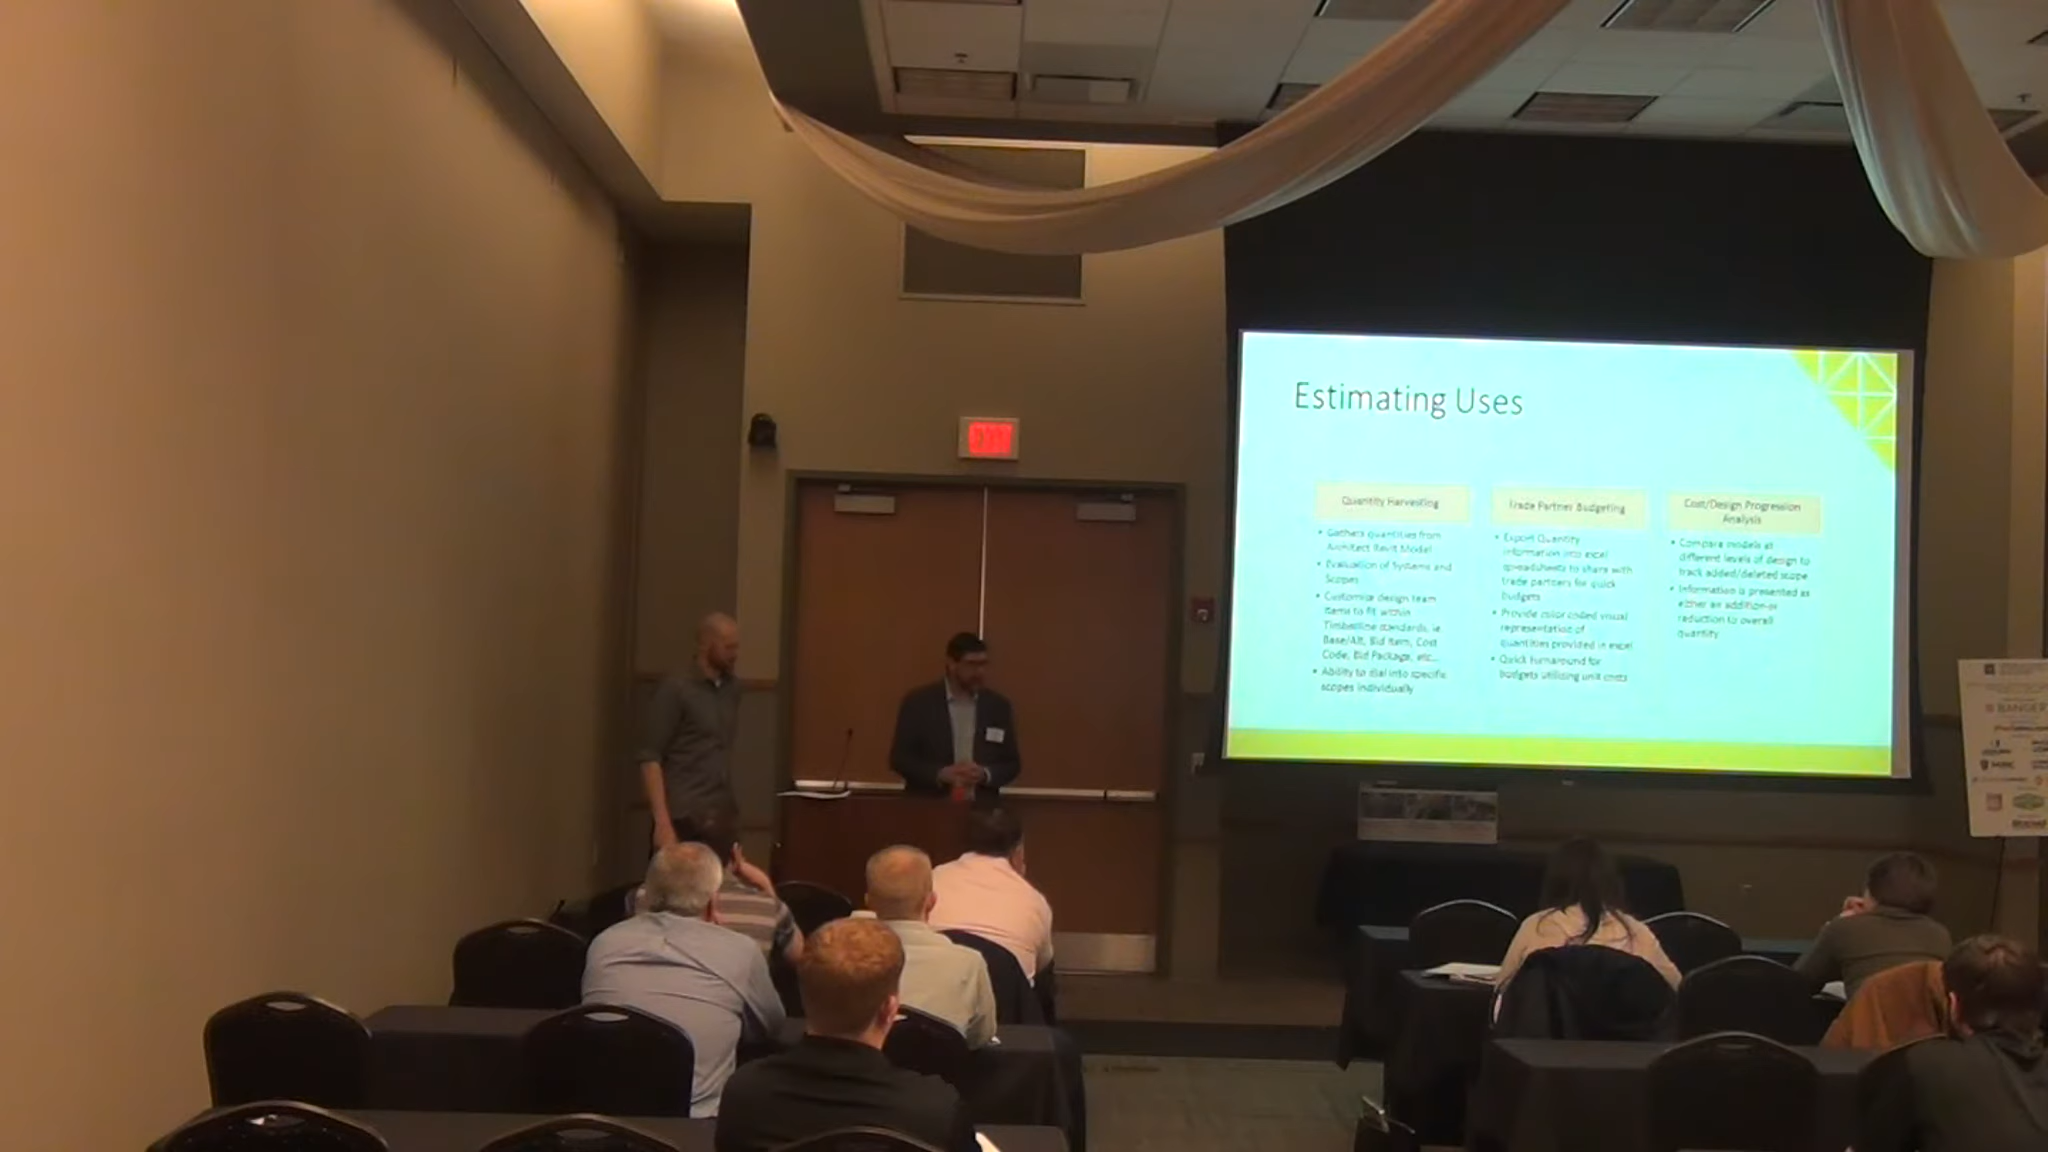 Estimating Uses
Quantity Harvesting
• Gathers quantities from
Architect Revit Model
• Evaluation of Systems and
Scopes
• Customize design team
items to fit within
Timberline standards, ie
Base/Alt, Bid Item, Cost
Code, Bid Package, etc...
• Ability to dial into specific
scopes individually
Trade Partner Budgeting
• Export Quantity
information into excel
spreadsheets to share with
trade partners for quick
budgets
• Provide color coded visual
representation of
quantities provided in excel
• Quick turnaround for
budgets utilizing unit costs
Cost/Design Progression
Analysis
• Compare models at
different levels of design to
track added/deleted scope
• Information is presented as
either an addition or
reduction to overall
quantity
EXIT